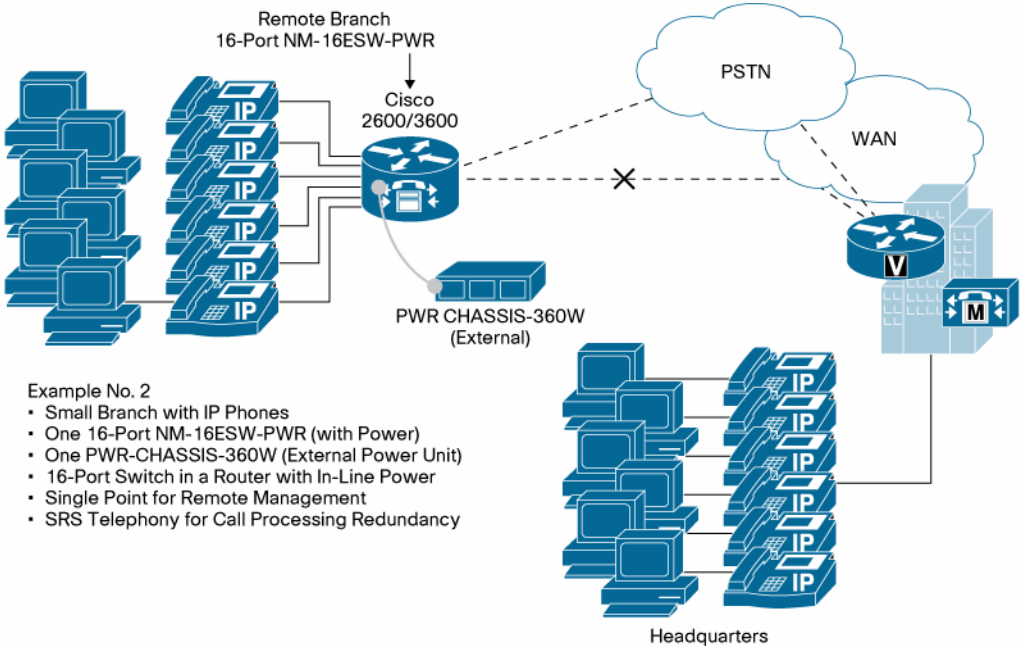 Remote Branch
16-Port NM-16ESW-PWR
Cisco
2600/3600
PSTN
WAN
IP
IP
IP
IP
IP
IP
V
M
PWR CHASSIS-360W
(External)
Example No. 2
▪ Small Branch with IP Phones
▪ One 16-Port NM-16ESW-PWR (with Power)
▪ One PWR-CHASSIS-360W (External Power Unit)
▪ 16-Port Switch in a Router with In-Line Power
▪ Single Point for Remote Management
▪ SRS Telephony for Call Processing Redundancy
IP
IP
IP
IP
IP
IP
Headquarters